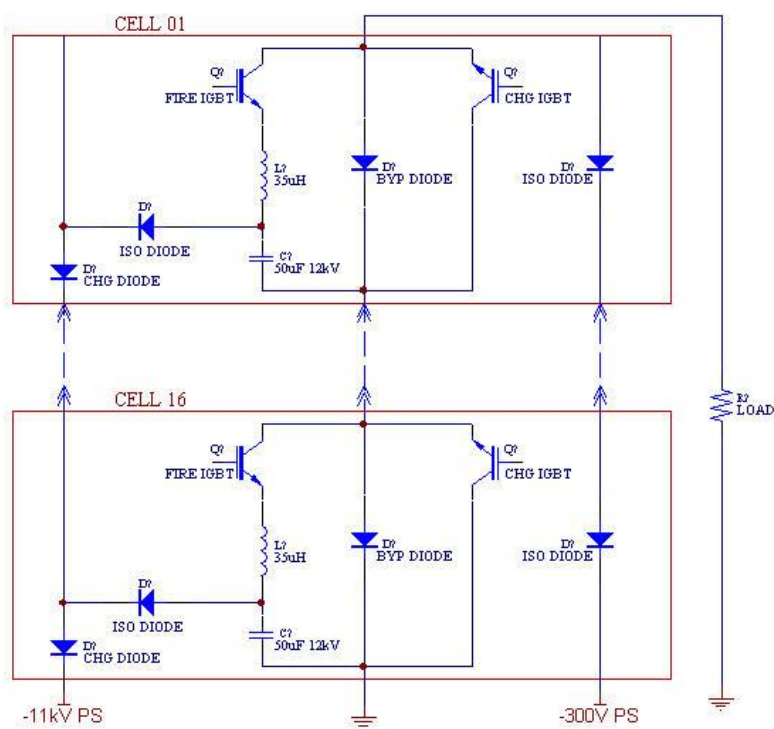 CELL 01
Q?
FIRE IGBT
Q?
CHG IGBT
L?
35uH
D?
BYP DIODE
D?
ISO DIODE
D?
ISO DIODE
D?
CHG DIODE
C?
50uF 12kV
CELL 16
R?
LOAD
Q?
FIRE IGBT
Q?
CHG IGBT
L?
35uH
D?
BYP DIODE
D?
ISO DIODE
D?
ISO DIODE
D?
CHG DIODE
C?
50uF 12kV
-11kV PS
-300V PS